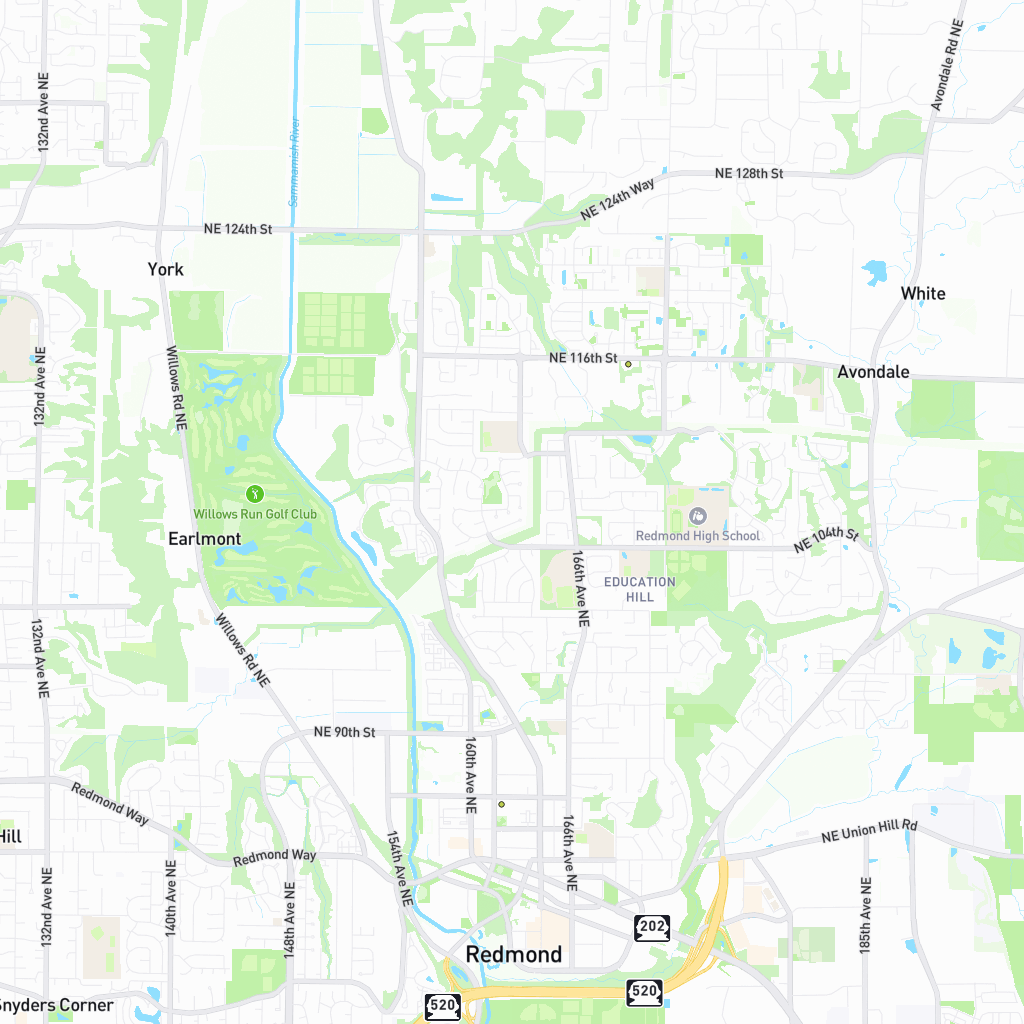 Avondale Rd NE
132nd Ave NE
Sammamish River
NE 128th St
NE 124th Way
NE 124th St
York
White
132nd Ave NE
Willows Rd NE
NE 116th St
Avondale
Willows Run Golf Club
Redmond High School
Earlmont
NE 104th St
EDUCATION
HILL
166th Ave NE
132nd Ave NE
Willows Rd NE
NE 90th St
160th Ave NE
Redmond Way
NE Union Hill Rd
Hill
166th Ave NE
154th Ave NE
Redmond Way
132nd Ave NE
140th Ave NE
148th Ave NE
185th Ave NE
202
Redmond
520
520
Snyders Corner